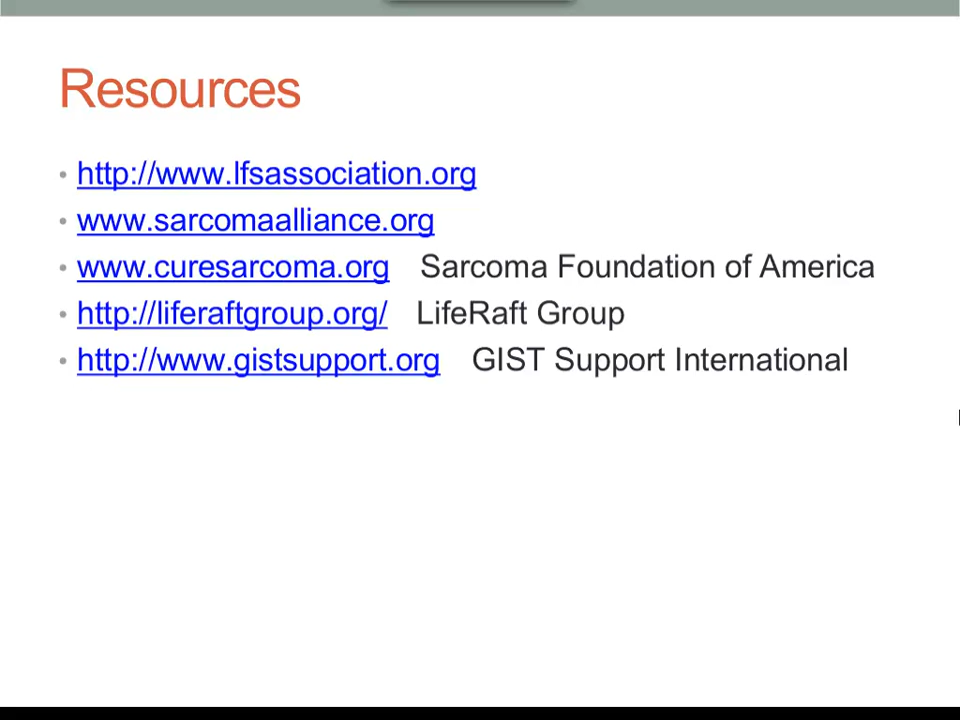 Resources
• http://www.lfsassociation.org
• www.sarcomaalliance.org
• www.curesarcoma.org Sarcoma Foundation of America
• http://liferaftgroup.org/ LifeRaft Group
• http://www.gistsupport.org GIST Support International